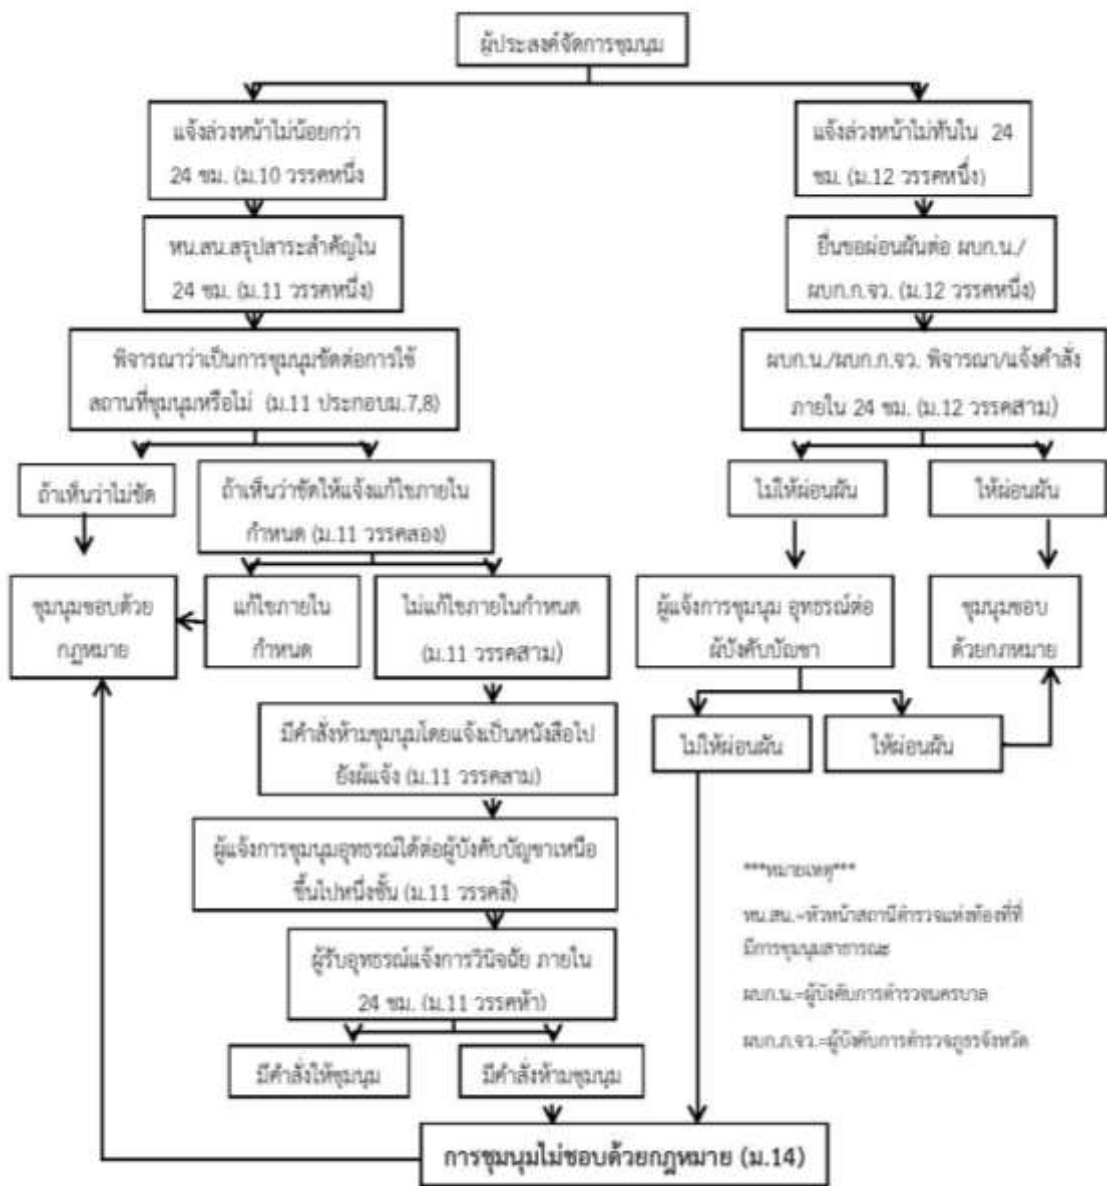 ผู้ประสงค์จัดการชุมนุม
แจ้งล่วงหน้าไม่น้อยกว่า
24 ชม. (ม.10 วรรคหนึ่ง
แจ้งล่วงหน้าไม่ทันใน 24
ชม. (ม.12 วรรคหนึ่ง)
หน.สน.สรุปสาระสำคัญใน
24 ชม. (ม.11 วรรคหนึ่ง)
ยื่นขอผ่อนผันต่อ ผบก.น./
ผบก.ภ.จว. (ม.12 วรรคหนึ่ง)
พิจารณาว่าเป็นการชุมนุมขัดต่อการใช้
สถานที่ชุมนุมหรือไม่ (ม.11 ประกอบม.7,8)
ผบก.น./ผบก.ภ.จว. พิจารณา/แจ้งคำสั่ง
ภายใน 24 ชม. (ม.12 วรรคสาม)
ถ้าเห็นว่าไม่ขัด
ถ้าเห็นว่าขัดให้แจ้งแก้ไขภายใน
กำหนด (ม.11 วรรคสอง)
ไม่ให้ผ่อนผัน
ให้ผ่อนผัน
ชุมนุมชอบด้วย
กฎหมาย
แก้ไขภายใน
กำหนด
ไม่แก้ไขภายในกำหนด
(ม.11 วรรคสาม)
ผู้แจ้งการชุมนุม อุทธรณ์ต่อ
ผู้บังคับบัญชา
ชุมนุมชอบ
ด้วยกภหมาย
มีคำสั่งห้ามชุมนุมโดยแจ้งเป็นหนังสือไป
ยังผู้แจ้ง (ม.11 วรรคสาม)
ไม่ให้ผ่อนผัน
ให้ผ่อนผัน
ผู้แจ้งการชุมนุมอุทธรณ์ได้ต่อผู้บังคับบัญชาเหนือ
ขึ้นไปหนึ่งชั้น (ม.11 วรรคสี่)
ผู้รับอุทธรณ์แจ้งการวินิจฉัย ภายใน
24 ชม. (ม.11 วรรคห้า)
มีคำสั่งให้ชุมนุม
มีคำสั่งห้ามชุมนุม
การชุมนุมไม่ชอบด้วยกฎหมาย (ม.14)
***หมายเหตุ***
หน.สน.=หัวหน้าสถานีตำรวจแห่งท้องที่ที่
มีการชุมนุมสาธารณะ
ผบก.น.=ผู้บังคับการตำรวจนครบาล
ผบก.ภ.จว.=ผู้บังคับการตำรวจภูธรจังหวัด